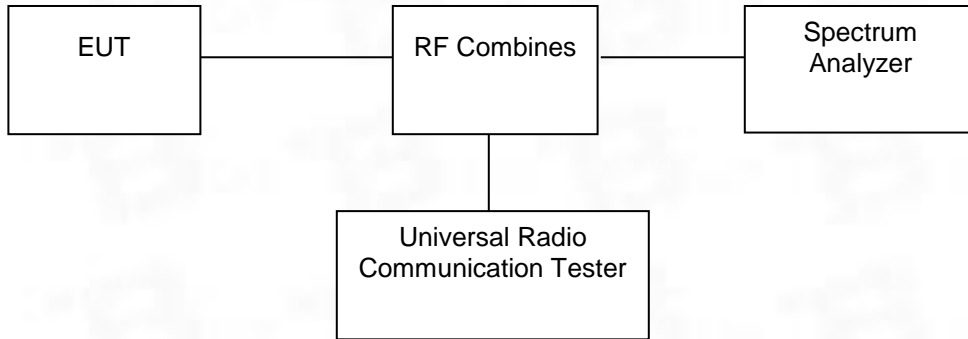 EUT
RF Combines
Spectrum
Analyzer
Universal Radio
Communication Tester